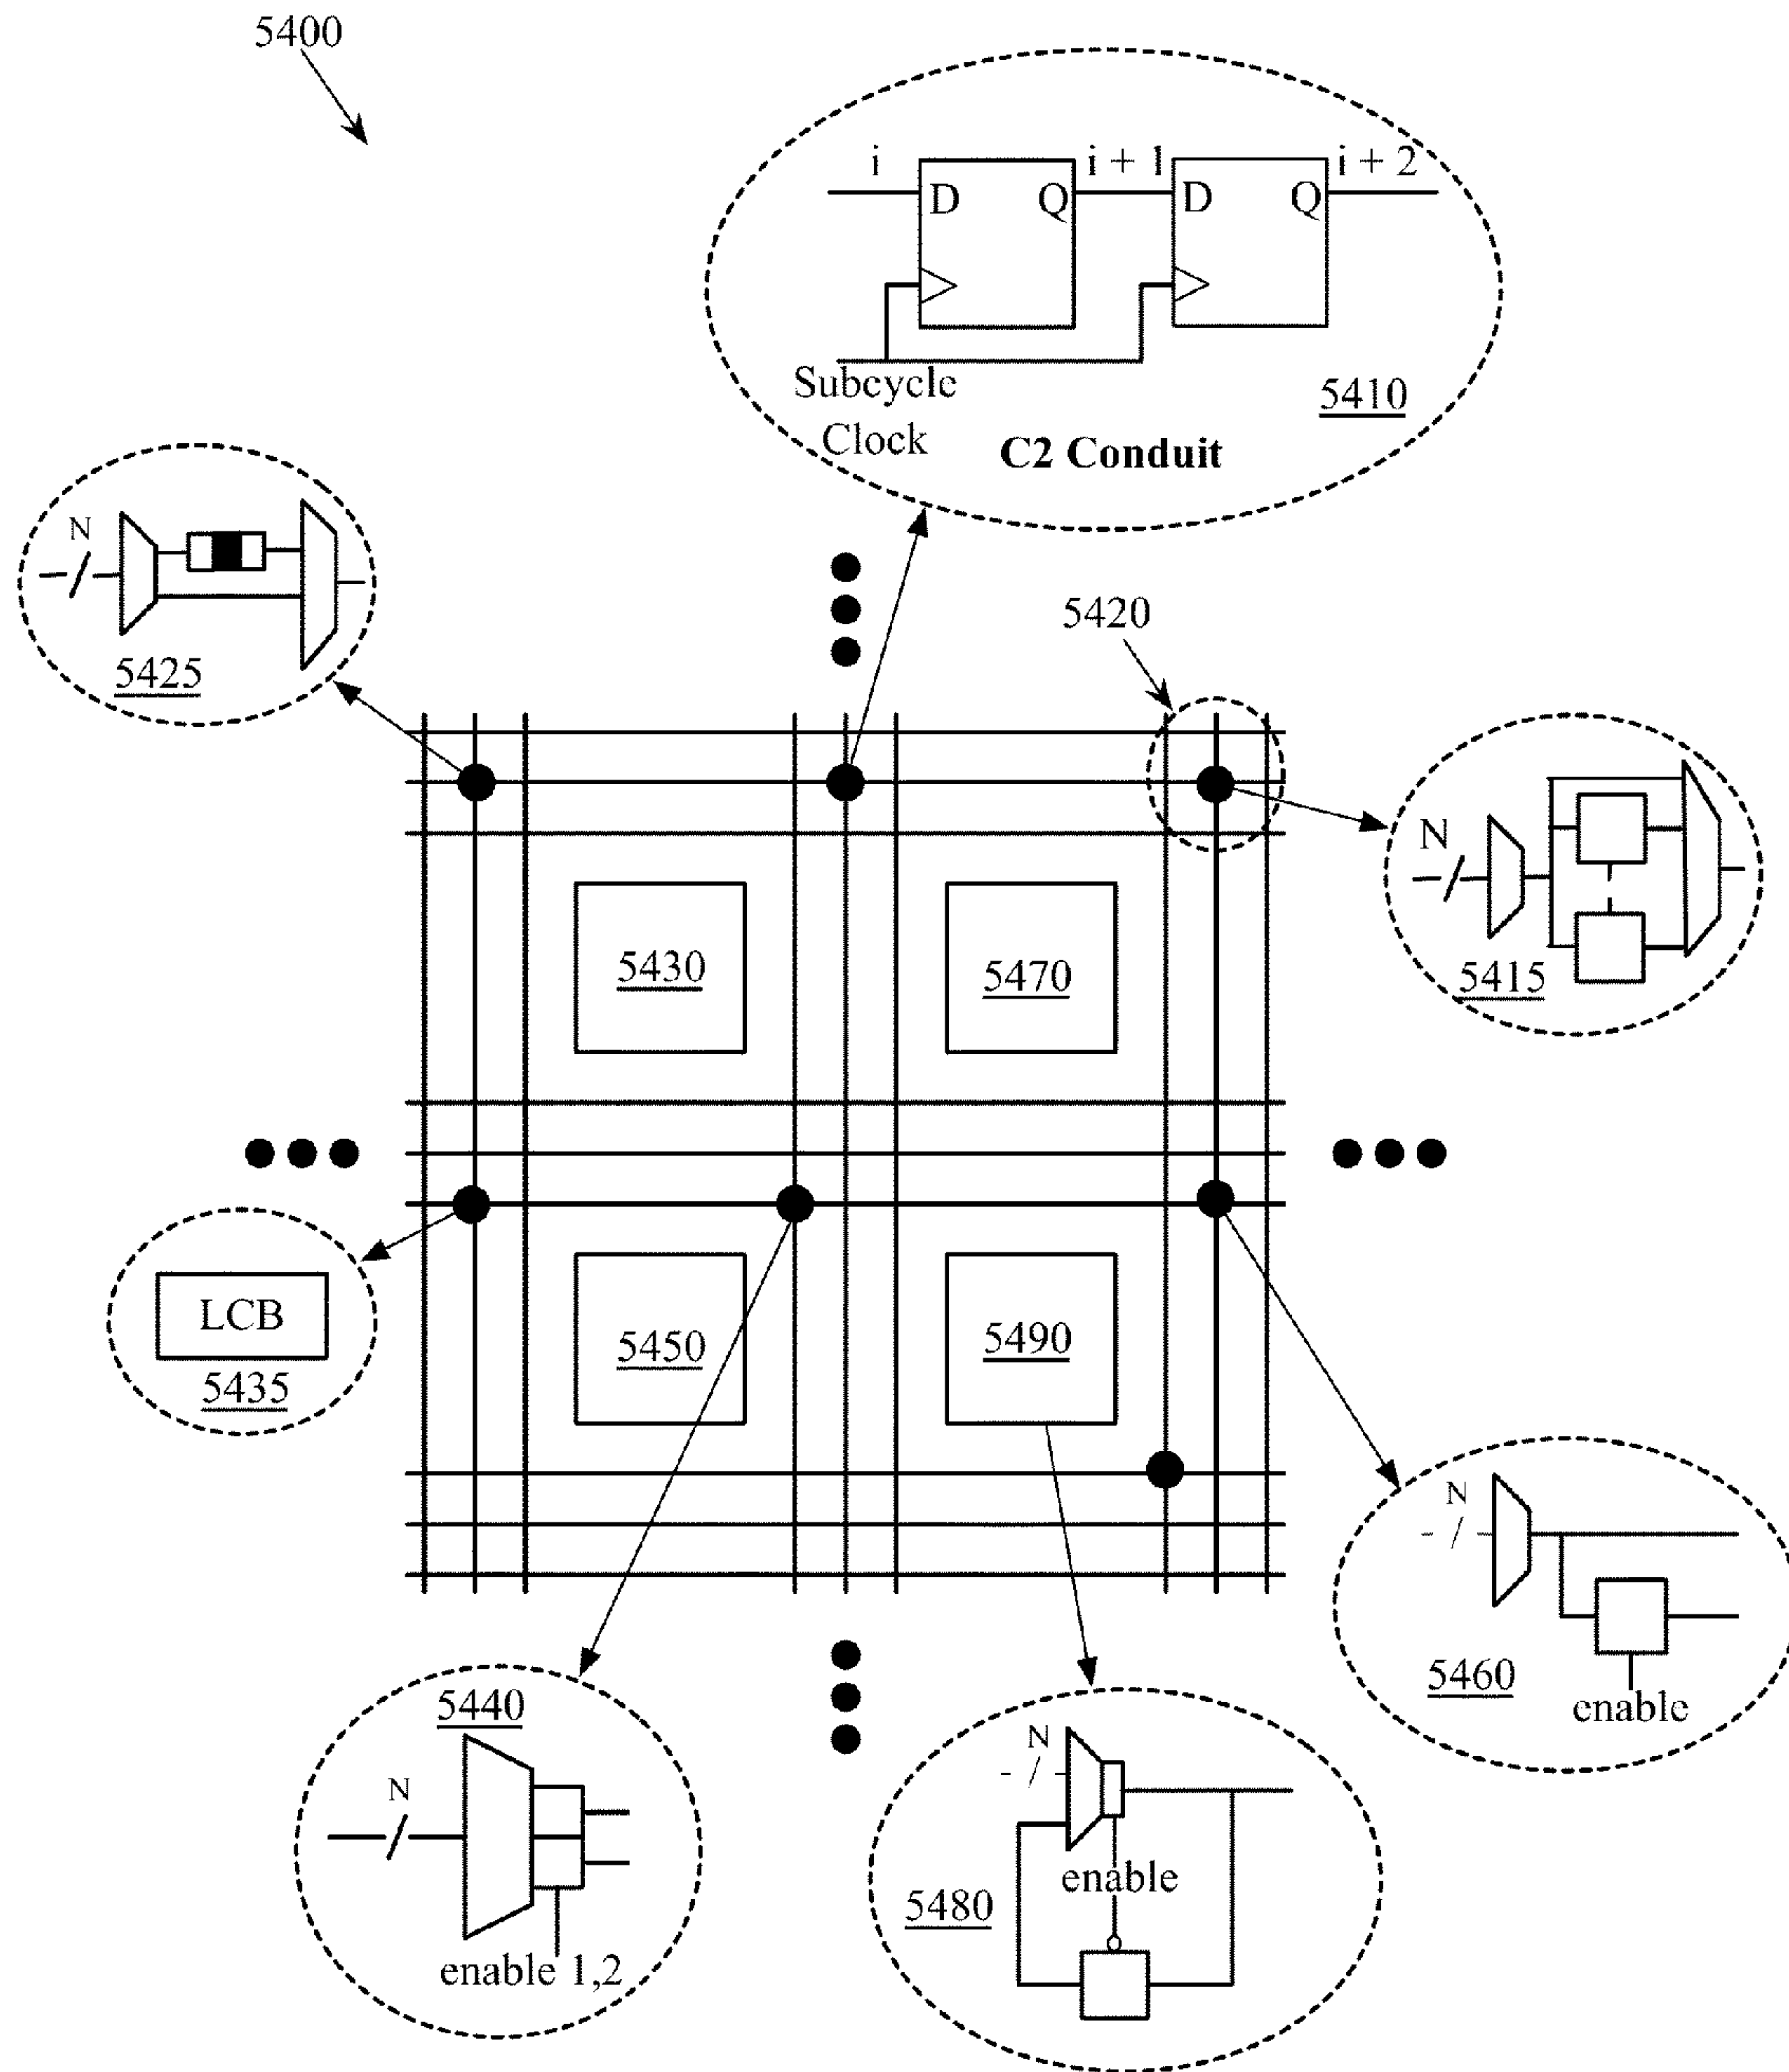 5400
i
i + 1
i + 2
D
Q
D
Q
Subcycle
Clock
5410
C2 Conduit
N
5425
5420
N
5415
5430
5470
LCB
5435
5450
5490
N
5460
enable
5440
N
enable 1,2
N
enable
5480